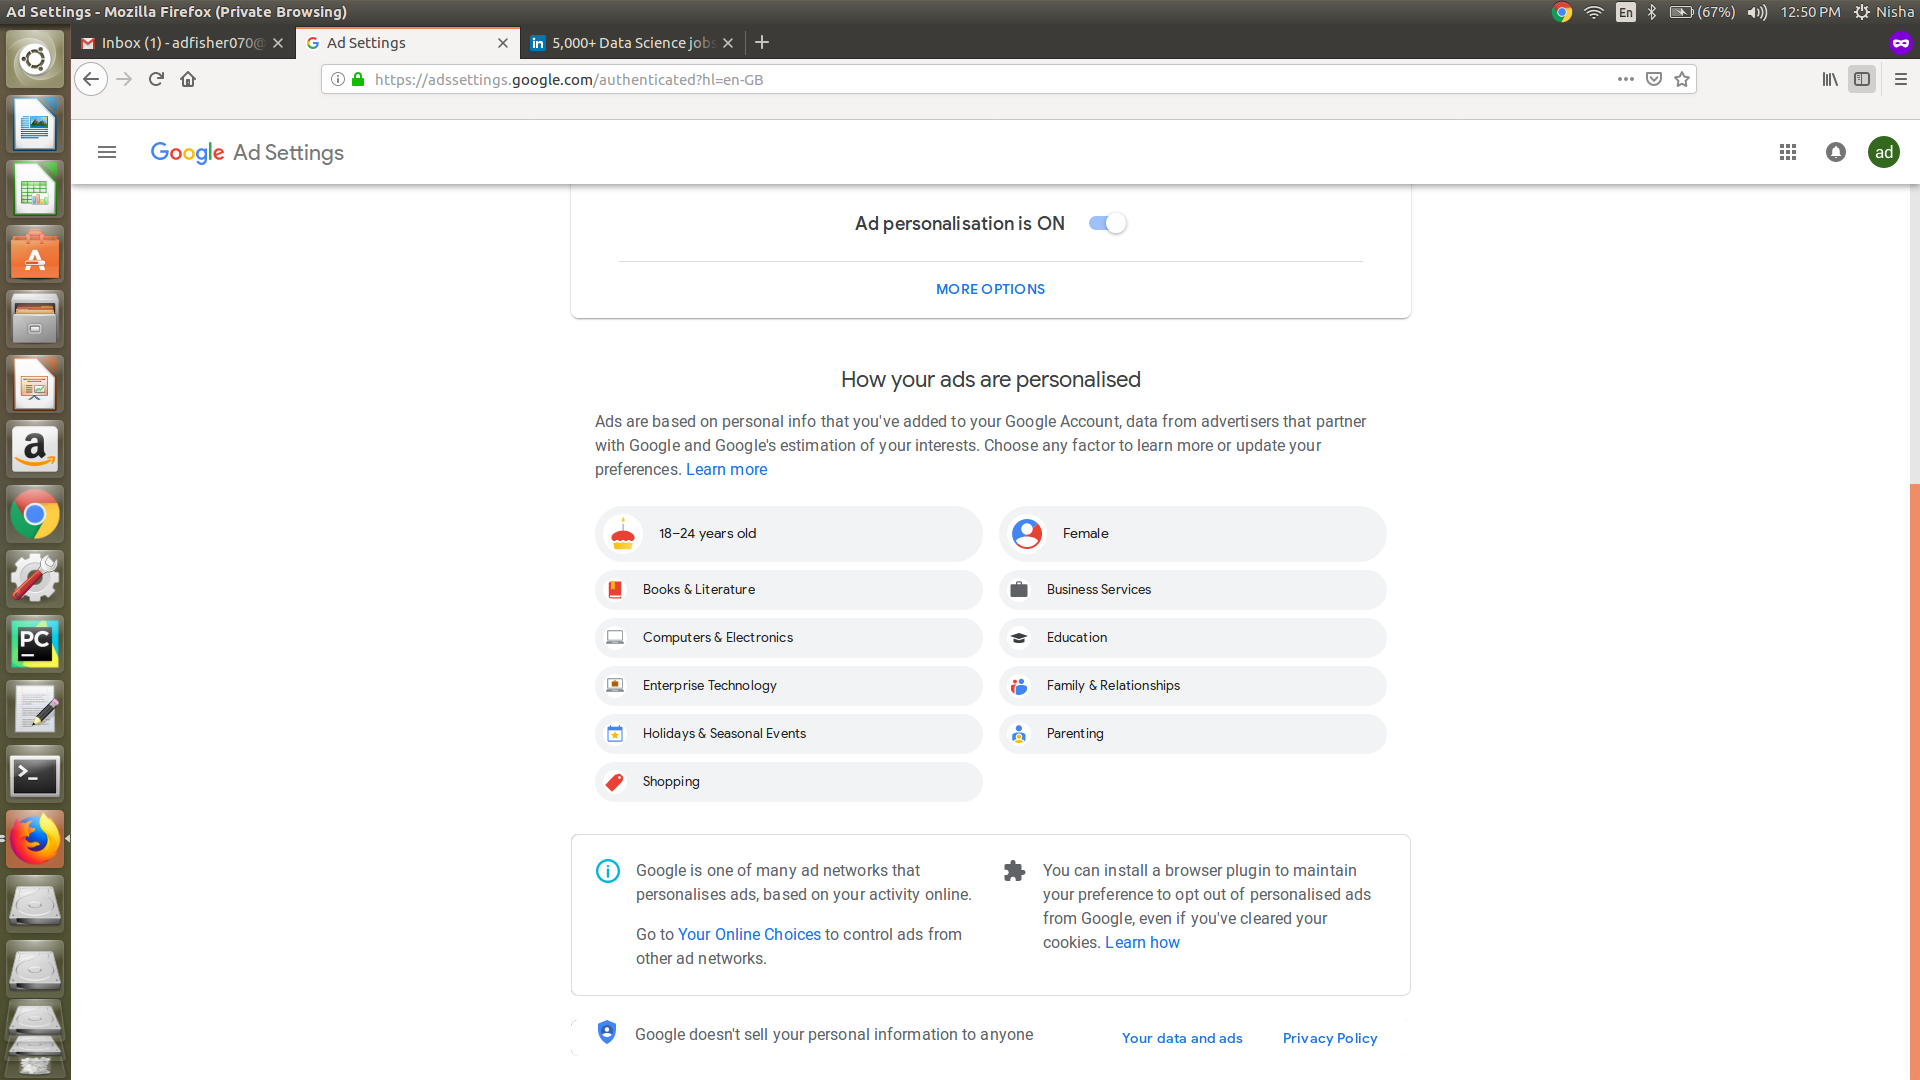 Ad Settings - Mozilla Firefox (Private Browsing)
En
(67%)
12:50 PM
Nisha
Inbox (1) - adfisher070@
Ad Settings
in
5,000+ Data Science jobs
https://adssettings.google.com/authenticated?hl=en-GB
Google Ad Settings
ad
Ad personalisation is ON
MORE OPTIONS
How your ads are personalised
Ads are based on personal info that you've added to your Google Account, data from advertisers that partner
with Google and Google's estimation of your interests. Choose any factor to learn more or update your
preferences. Learn more
18–24 years old
Female
Books & Literature
Business Services
Computers & Electronics
Education
Enterprise Technology
Family & Relationships
Holidays & Seasonal Events
Parenting
Shopping
Google is one of many ad networks that
personalises ads, based on your activity online.
Go to Your Online Choices to control ads from
other ad networks.
You can install a browser plugin to maintain
your preference to opt out of personalised ads
from Google, even if you've cleared your
cookies. Learn how
Google doesn't sell your personal information to anyone
Your data and ads
Privacy Policy
a
PC